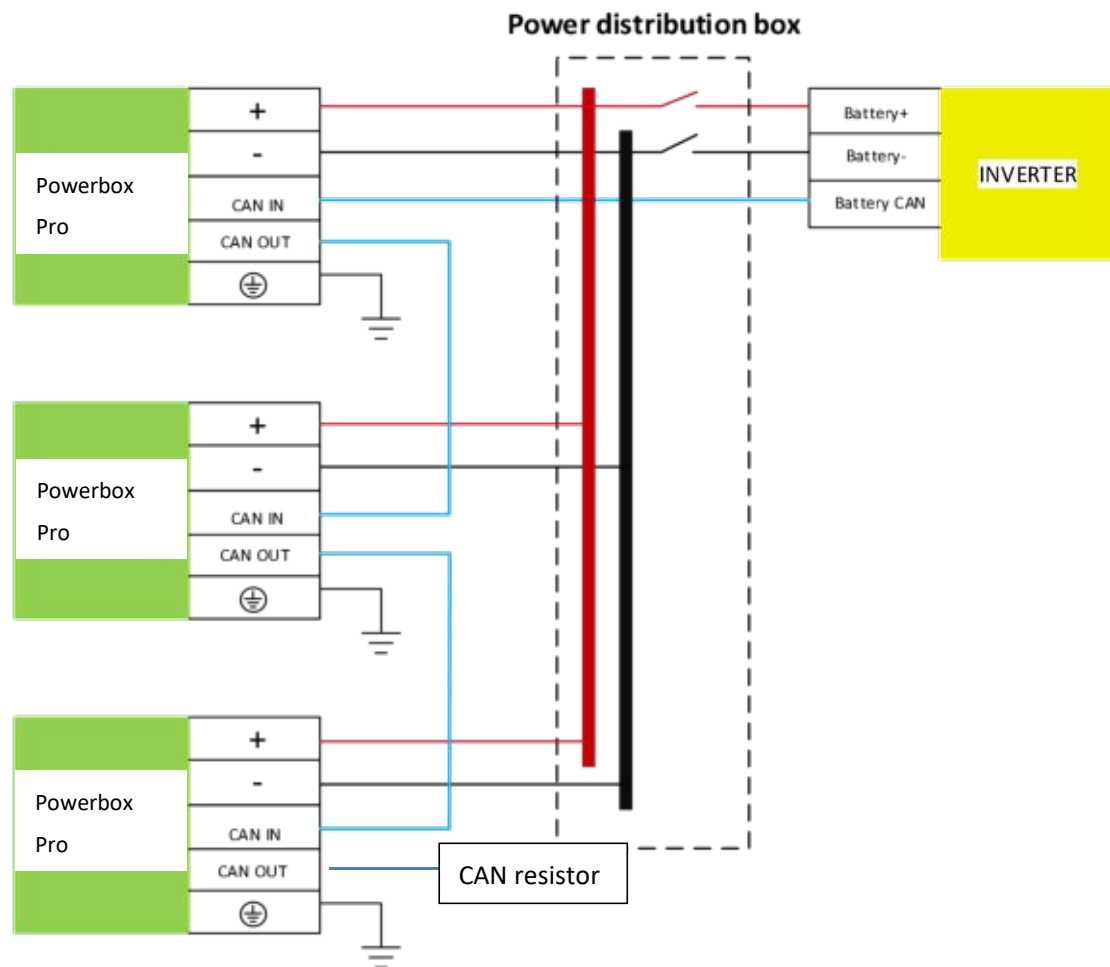 Power distribution box
+
-
CAN IN
CAN OUT
Powerbox
Pro
Battery+
Battery-
Battery CAN
INVERTER
+
-
CAN IN
CAN OUT
Powerbox
Pro
+
-
CAN IN
CAN OUT
Powerbox
Pro
CAN resistor